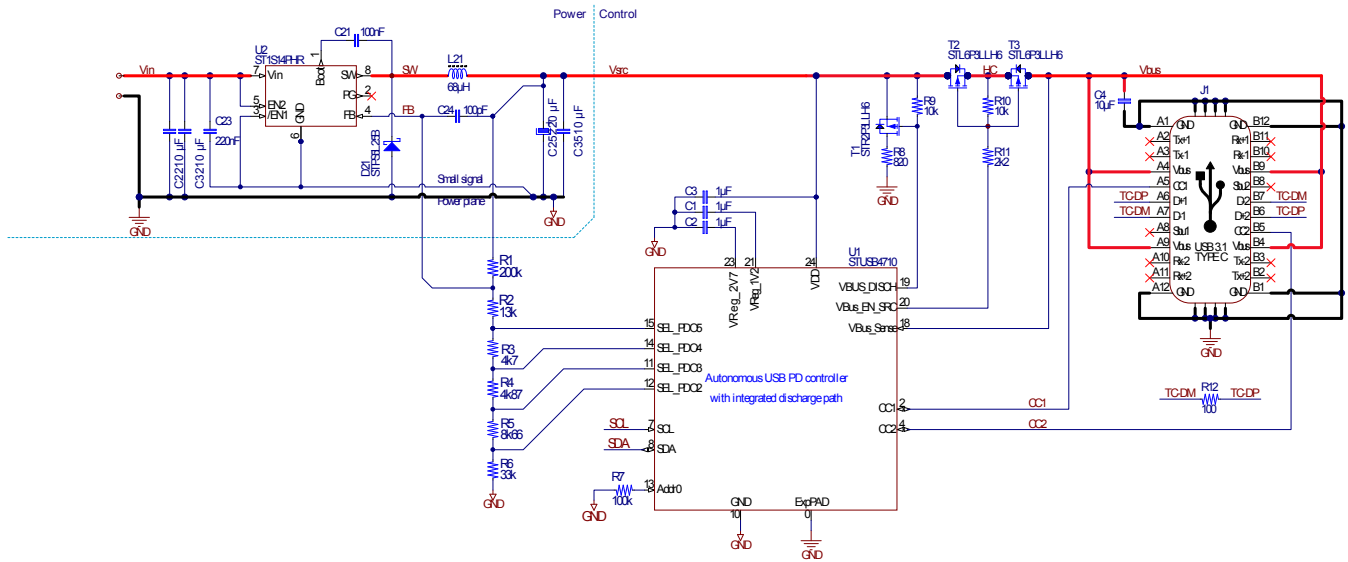 Power
Control
C21
100nF
U2
ST1S14PHR
Vin
7
Vin
Boot
1
SW
8
SW
L21
68µH
Vsrc
PG
2
5
EN2
3
/EN1
FB
4
FB
C24
100pF
GND
6
C22 10 µF
C32 10 µF
C23
220nF
D21
STPS5L25B
C25 220 µF
C35 10 µF
Small signal
Power plane
GND
GND
T2
STL6P3LLH6
T3
STL6P3LLH6
HC
Vbus
T1
STR2P3LLH6
R9
10k
R10
10k
R8
820
R11
2k2
GND
C4
10µF
J1
A1
GND
GND
B12
A2
Tx+1
Rx+1
B11
A3
Tx-1
Rx-1
B10
A4
Vbus
Vbus
B9
A5
CC1
Sbu2
B8
TC-DP
A6
D+1
D-2
B7
TC-DM
TC-DM
A7
D-1
D+2
B6
TC-DP
A8
Sbu1
CC2
B5
A9
Vbus
Vbus
B4
A10
Rx-2
Tx-2
B3
A11
Rx+2
Tx+2
B2
A12
GND
GND
B1
USB 3.1
TYPE C
GND
C3
1µF
C1
1µF
C2
1µF
GND
U1
STUSB4710
23
VReg_2V7
21
VReg_1V2
24
VDD
VBUS_DISCH
19
VBus_EN_SRC
20
VBus_Sense
18
R1
200k
R2
13k
R3
4k7
R4
4k87
R5
8k66
R6
33k
GND
15
SEL_PDO5
14
SEL_PDO4
11
SEL_PDO3
12
SEL_PDO2
Autonomous USB PD controller
with integrated discharge path
SCL
7
SCL
SDA
8
SDA
R7
100k
13
Addr0
GND
CC1
2
CC1
CC2
4
CC2
GND
10
ExpPAD
0
GND
GND
TC-DM
R12
100
TC-DP